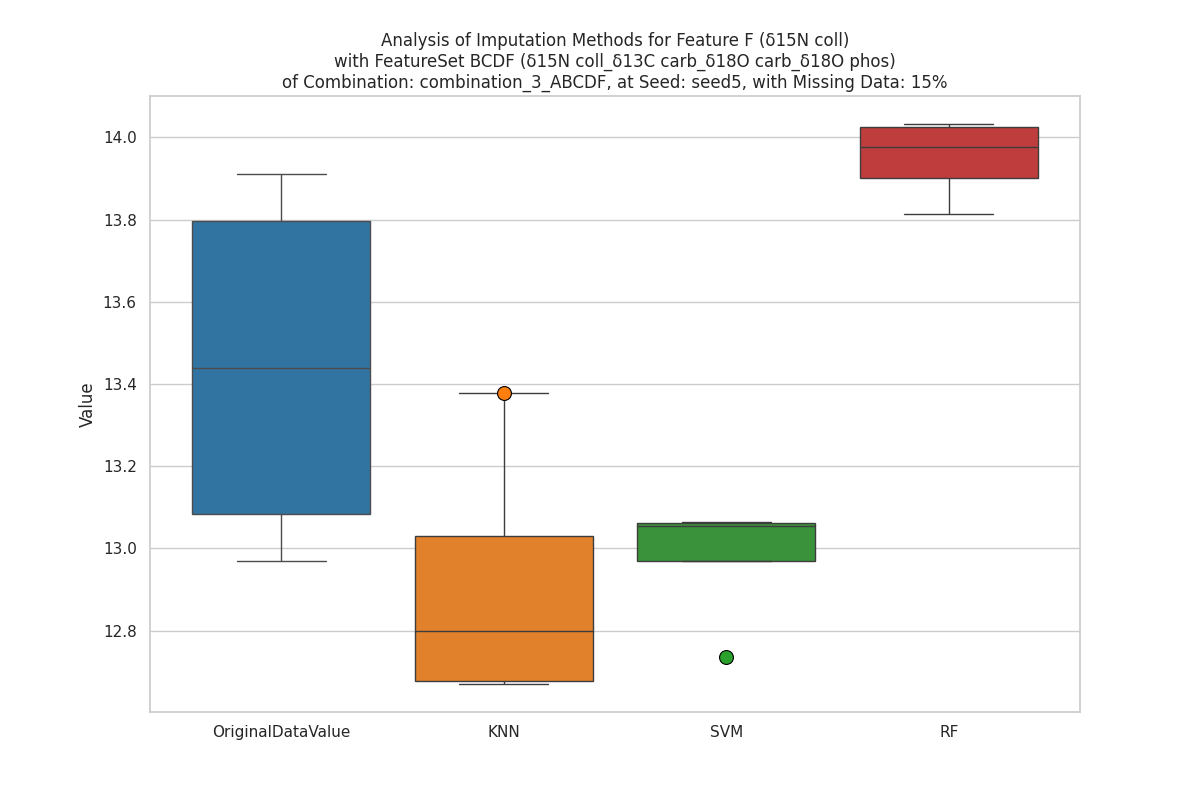 Analysis of Imputation Methods for Feature F (δ15N coll)
with FeatureSet BCDF (δ15N coll_δ13C carb_δ18O carb_δ18O phos)
of Combination: combination_3_ABCDF, at Seed: seed5, with Missing Data: 15%
14.0
13.8
13.6
13.4
13.2
13.0
12.8
Value
OriginalDataValue
KNN
SVM
RF